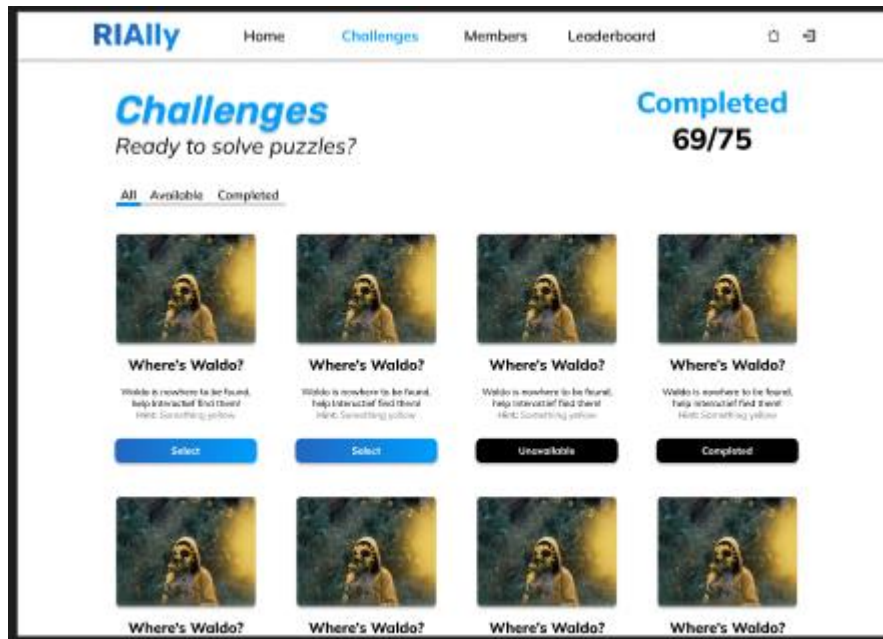 RIAlly
Home Challenges Members Leaderboard
Challenges
Ready to solve puzzles?
Completed
69/75
All Available Completed
Where's Waldo? Where's Waldo? Where's Waldo? Where's Waldo?
Waldo is nowhere to be found, Waldo is nowhere to be found, Waldo is nowhere to be found, Waldo is nowhere to be found,
help Interactief find them! help Interactief find them! help Interactief find them! help Interactief find them!
Hint: Something yellow Hint: Something yellow Hint: Something yellow Hint: Something yellow
Select Select Unavailable Completed
Where's Waldo? Where's Waldo? Where's Waldo? Where's Waldo?